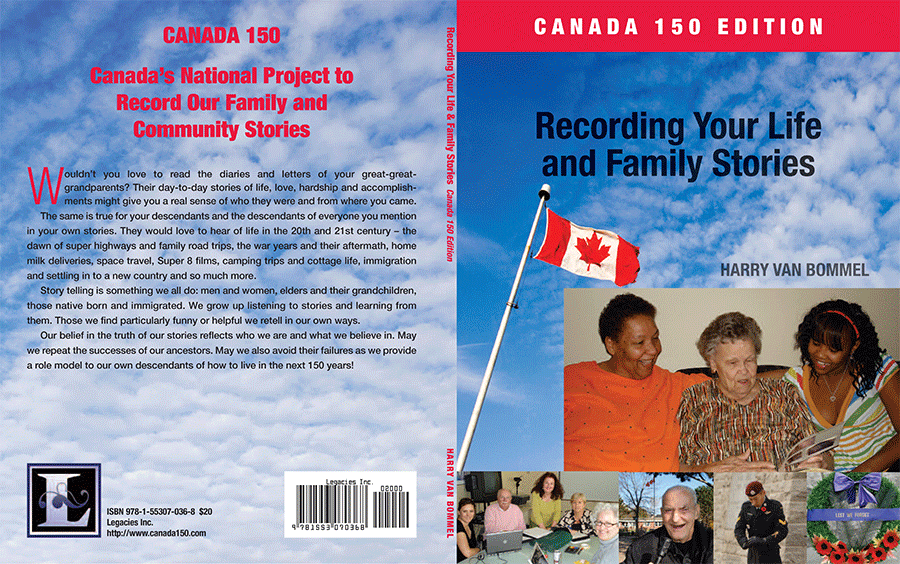 CANADA 150
Canada's National Project to
Record Our Family and
Community Stories
Wouldn't you love to read the diaries and letters of your great-great-
grandparents? Their day-to-day stories of life, love, hardship and accomplish-
ments might give you a real sense of who they were and from where you came.
The same is true for your descendants and the descendants of everyone you mention
in your own stories. They would love to hear of life in the 20th and 21st century – the
dawn of super highways and family road trips, the war years and their aftermath, home
milk deliveries, space travel, Super 8 films, camping trips and cottage life, immigration
and settling in to a new country and so much more.
Story telling is something we all do: men and women, elders and their grandchildren,
those native born and immigrated. We grow up listening to stories and learning from
them. Those we find particularly funny or helpful we retell in our own ways.
Our belief in the truth of our stories reflects who we are and what we believe in. May
we repeat the successes of our ancestors. May we also avoid their failures as we provide
a role model to our own descendants of how to live in the next 150 years!
L
ISBN 978-1-55307-036-8 $20
Legacies Inc.
http://www.canada150.com
Legacies Inc.
02000
9 781553 070368
Recording Your Life & Family Stories Canada 150 Edition
HARRY VAN BOMMEL
CANADA 150 EDITION
Recording Your Life
and Family Stories
HARRY VAN BOMMEL
LEST WE FORGET